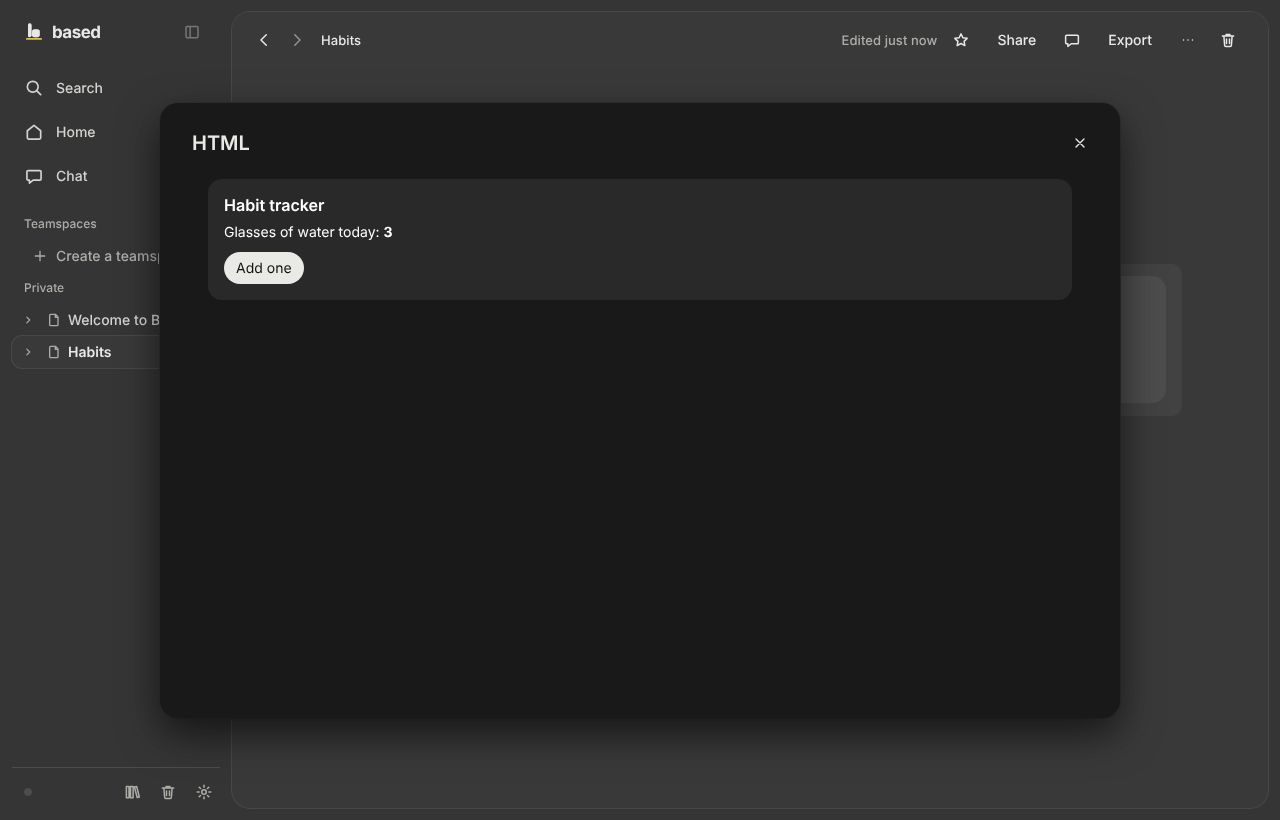 based
Habits
Edited just now
Share
Export
Search
Home
Chat
Teamspaces
Create a teams
Private
Welcome to B
Habits
HTML
Habit tracker
Glasses of water today: 3
Add one